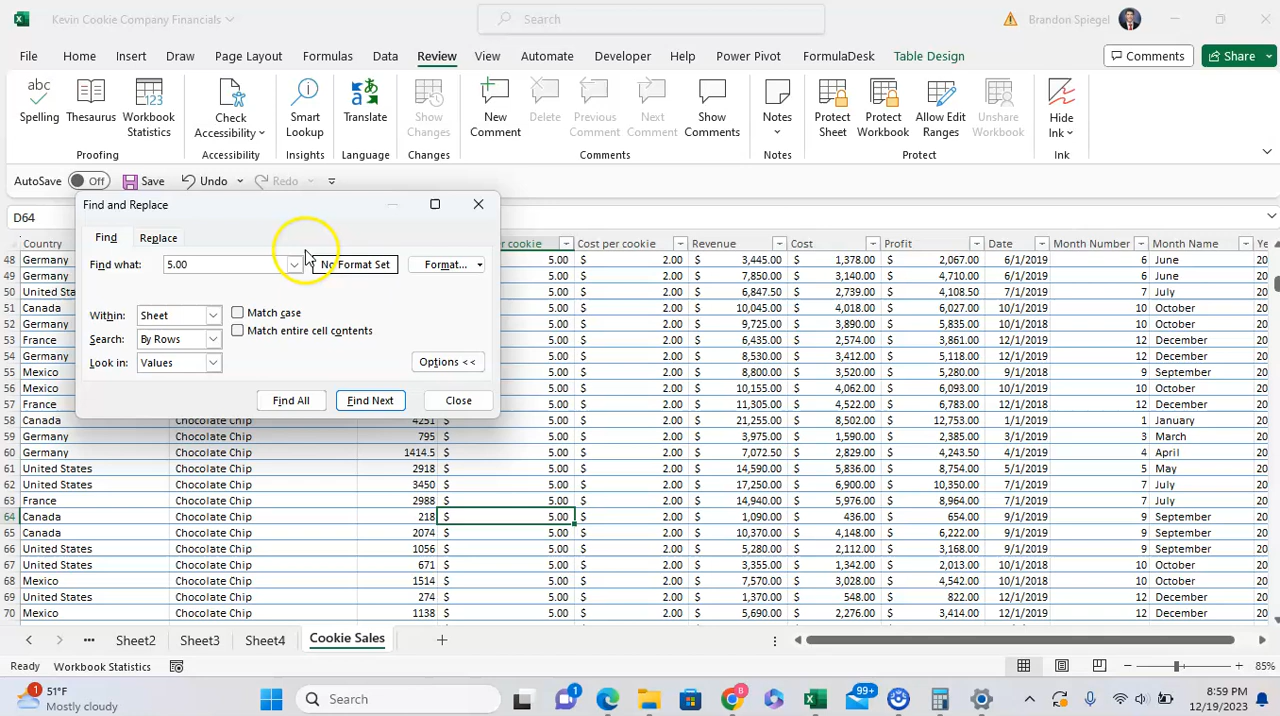 Kevin Cookie Company Financials
Search
Brandon Spiegel
File Home Insert Draw Page Layout Formulas Data Review View Automate Developer Help Power Pivot FormulaDesk Table Design Comments Share
Spelling Thesaurus Workbook Statistics Check Accessibility Smart Lookup Translate Show Changes New Comment Delete Previous Comment Next Comment Show Comments Notes Protect Sheet Protect Workbook Allow Edit Ranges Unshare Workbook Hide Ink
Proofing Accessibility Insights Language Changes Comments Notes Protect Ink
AutoSave Off Save Undo Redo
D64
Find and Replace
Find Replace
Find what: 5.00 No Format Set Format...
Within: Sheet Match case
Match entire cell contents
Search: By Rows
Look in: Values Options <<
Find All Find Next Close
Country cookie Cost per cookie Revenue Cost Profit Date Month Number Month Name
48 Germany 5.00 $ 2.00 $ 3,445.00 $ 1,378.00 $ 2,067.00 6/1/2019 6 June 20
49 Germany 5.00 $ 2.00 $ 7,850.00 $ 3,140.00 $ 4,710.00 6/1/2019 6 June 20
50 United St 5.00 $ 2.00 $ 6,847.50 $ 2,739.00 $ 4,108.50 7/1/2019 7 July 20
51 Canada 5.00 $ 2.00 $ 10,045.00 $ 4,018.00 $ 6,027.00 10/1/2019 10 October 20
52 Germany 5.00 $ 2.00 $ 9,725.00 $ 3,890.00 $ 5,835.00 10/1/2018 10 October 20
53 France 5.00 $ 2.00 $ 6,435.00 $ 2,574.00 $ 3,861.00 12/1/2019 12 December 20
54 Germany 5.00 $ 2.00 $ 8,530.00 $ 3,412.00 $ 5,118.00 12/1/2019 12 December 20
55 Mexico 5.00 $ 2.00 $ 8,800.00 $ 3,520.00 $ 5,280.00 9/1/2018 9 September 20
56 Mexico 5.00 $ 2.00 $ 10,155.00 $ 4,062.00 $ 6,093.00 10/1/2018 10 October 20
57 France 5.00 $ 2.00 $ 11,305.00 $ 4,522.00 $ 6,783.00 12/1/2018 12 December 20
58 Canada Chocolate Chip 4251 $ 5.00 $ 2.00 $ 21,255.00 $ 8,502.00 $ 12,753.00 1/1/2019 1 January 20
59 Germany Chocolate Chip 795 $ 5.00 $ 2.00 $ 3,975.00 $ 1,590.00 $ 2,385.00 3/1/2019 3 March 20
60 Germany Chocolate Chip 1414.5 $ 5.00 $ 2.00 $ 7,072.50 $ 2,829.00 $ 4,243.50 4/1/2019 4 April 20
61 United States Chocolate Chip 2918 $ 5.00 $ 2.00 $ 14,590.00 $ 5,836.00 $ 8,754.00 5/1/2019 5 May 20
62 United States Chocolate Chip 3450 $ 5.00 $ 2.00 $ 17,250.00 $ 6,900.00 $ 10,350.00 7/1/2019 7 July 20
63 France Chocolate Chip 2988 $ 5.00 $ 2.00 $ 14,940.00 $ 5,976.00 $ 8,964.00 7/1/2019 7 July 20
64 Canada Chocolate Chip 218 $ 5.00 $ 2.00 $ 1,090.00 $ 436.00 $ 654.00 9/1/2019 9 September 20
65 Canada Chocolate Chip 2074 $ 5.00 $ 2.00 $ 10,370.00 $ 4,148.00 $ 6,222.00 9/1/2019 9 September 20
66 United States Chocolate Chip 1056 $ 5.00 $ 2.00 $ 5,280.00 $ 2,112.00 $ 3,168.00 9/1/2019 9 September 20
67 United States Chocolate Chip 671 $ 5.00 $ 2.00 $ 3,355.00 $ 1,342.00 $ 2,013.00 10/1/2018 10 October 20
68 Mexico Chocolate Chip 1514 $ 5.00 $ 2.00 $ 7,570.00 $ 3,028.00 $ 4,542.00 10/1/2018 10 October 20
69 United States Chocolate Chip 274 $ 5.00 $ 2.00 $ 1,370.00 $ 548.00 $ 822.00 12/1/2019 12 December 20
70 Mexico Chocolate Chip 1138 $ 5.00 $ 2.00 $ 5,690.00 $ 2,276.00 $ 3,414.00 12/1/2019 12 December 20
Sheet2 Sheet3 Sheet4 Cookie Sales
Ready Workbook Statistics 85%
1 51°F
Mostly cloudy
Search
1
99+
8:59 PM
12/19/2023